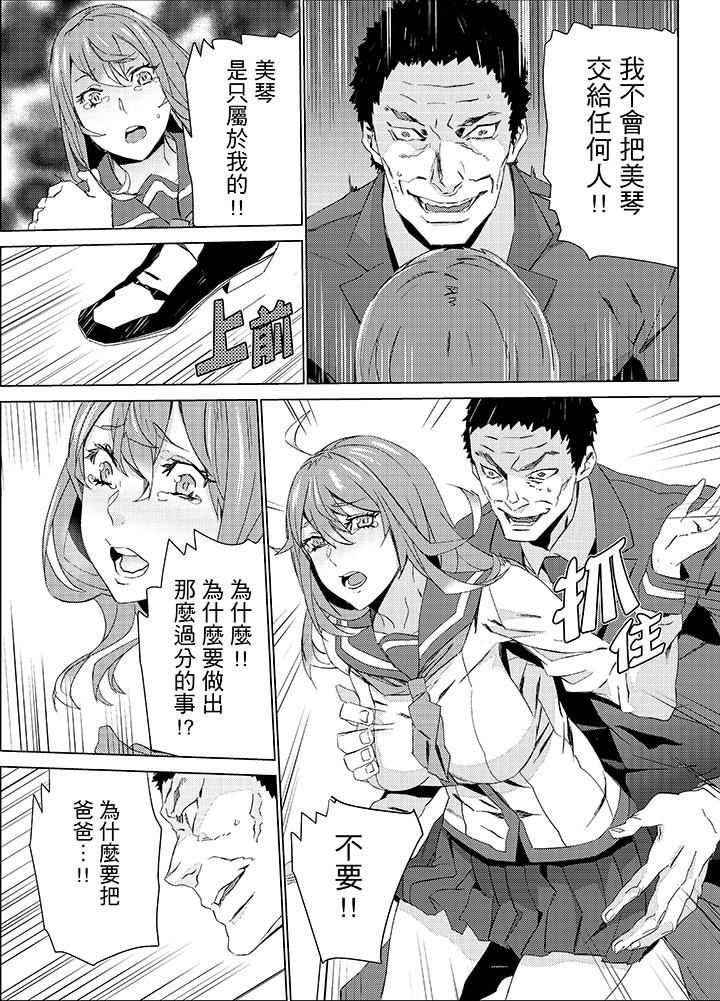 我不會把美琴
交給任何人!!
美琴
是只屬於我的!!
上前
抓住
不要!!
為什麼!!
為什麼要做出
那麼過分的事!?
為什麼要把
爸爸…!!